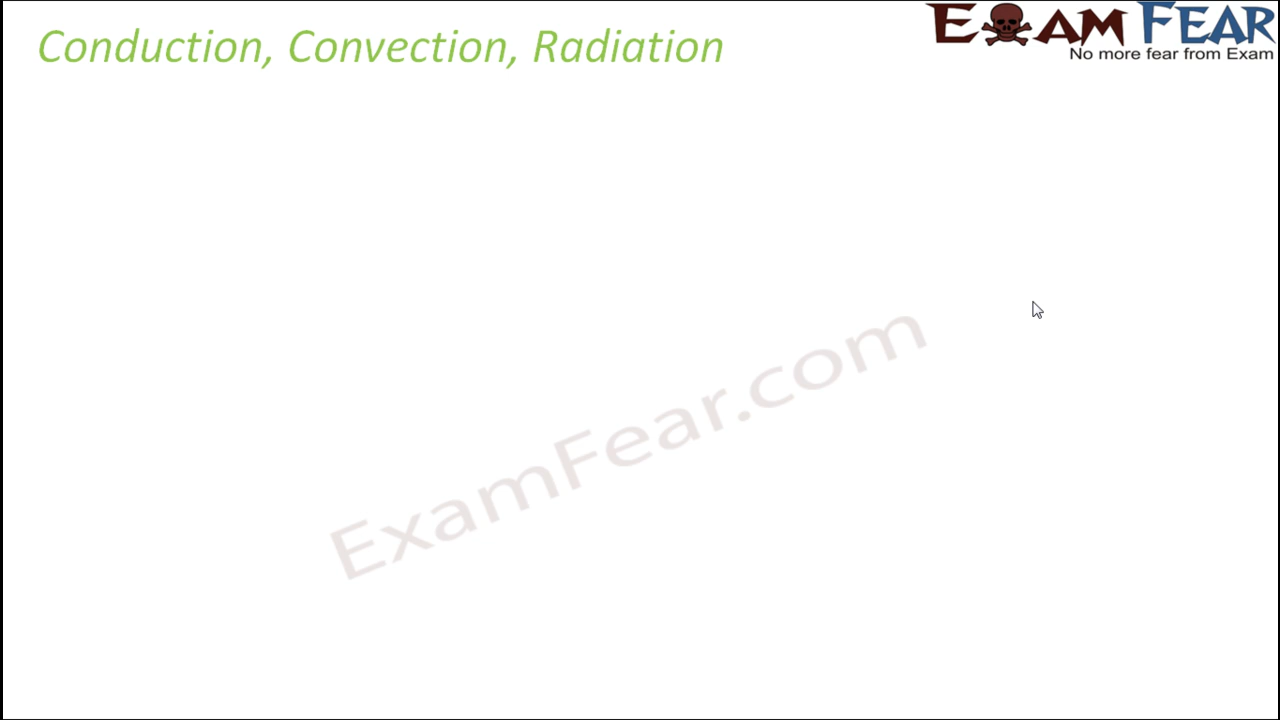 Conduction, Convection, Radiation
EXAM FEAR
No more fear from Exam
ExamFear.com